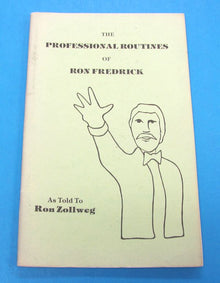 THE
PROFESSIONAL ROUTINES
OF
RON FREDRICK
As Told To
Ron Zollweg